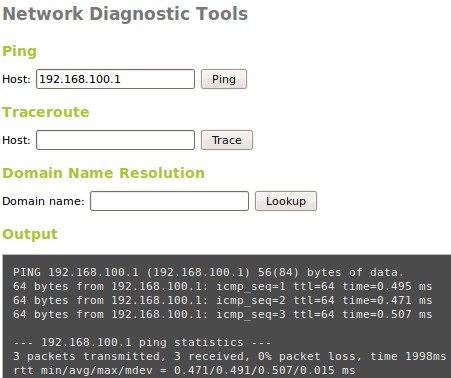 Network Diagnostic Tools
Ping
Host: 192.168.100.1 Ping
Traceroute
Host: Trace
Domain Name Resolution
Domain name: Lookup
Output
PING 192.168.100.1 (192.168.100.1) 56(84) bytes of data.
64 bytes from 192.168.100.1: icmp_seq=1 ttl=64 time=0.495 ms
64 bytes from 192.168.100.1: icmp_seq=2 ttl=64 time=0.471 ms
64 bytes from 192.168.100.1: icmp_seq=3 ttl=64 time=0.507 ms
--- 192.168.100.1 ping statistics ---
3 packets transmitted, 3 received, 0% packet loss, time 1998ms
rtt min/avg/max/mdev = 0.471/0.491/0.507/0.015 ms